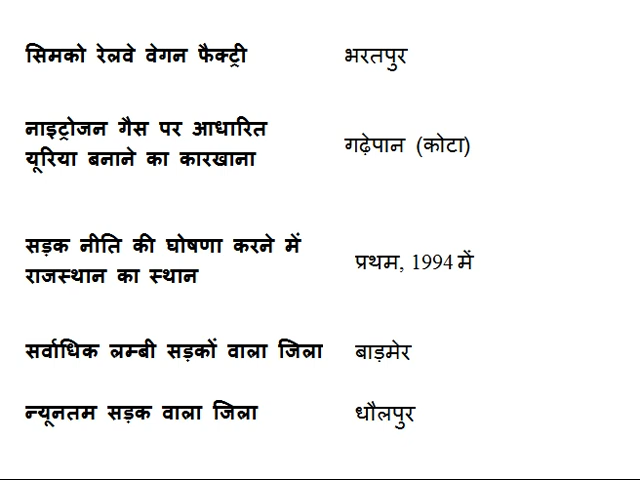 सिमको रेलवे वेगन फैक्ट्री भरतपुर
नाइट्रोजन गैस पर आधारित
यूरिया बनाने का कारखाना
गढ़ेपान (कोटा)
सड़क नीति की घोषणा करने में
राजस्थान का स्थान
प्रथम, 1994 में
सर्वाधिक लम्बी सड़कों वाला जिला बाड़मेर
न्यूनतम सड़क वाला जिला धौलपुर